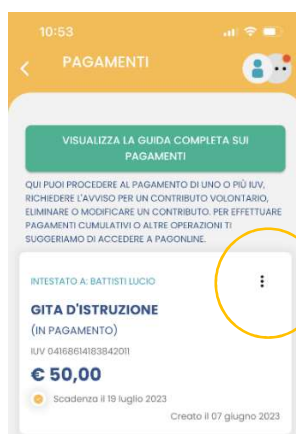 10:53
PAGAMENTI
VISUALIZZA LA GUIDA COMPLETA SUI
PAGAMENTI
QUI PUOI PROCEDERE AL PAGAMENTO DI UNO O PIÙ IUV,
RICHIEDERE L'AVVISO PER UN CONTRIBUTO VOLONTARIO,
ELIMINARE O MODIFICARE UN CONTRIBUTO. PER EFFETTUARE
PAGAMENTI CUMULATIVI O ALTRE OPERAZIONI TI
SUGGERIAMO DI ACCEDERE A PAGONLINE.
INTESTATO A: BATTISTI LUCIO
GITA D'ISTRUZIONE
(IN PAGAMENTO)
IUV 04168614183842011
€ 50,00
Scadenza il 19 luglio 2023
Creato il 07 giugno 2023